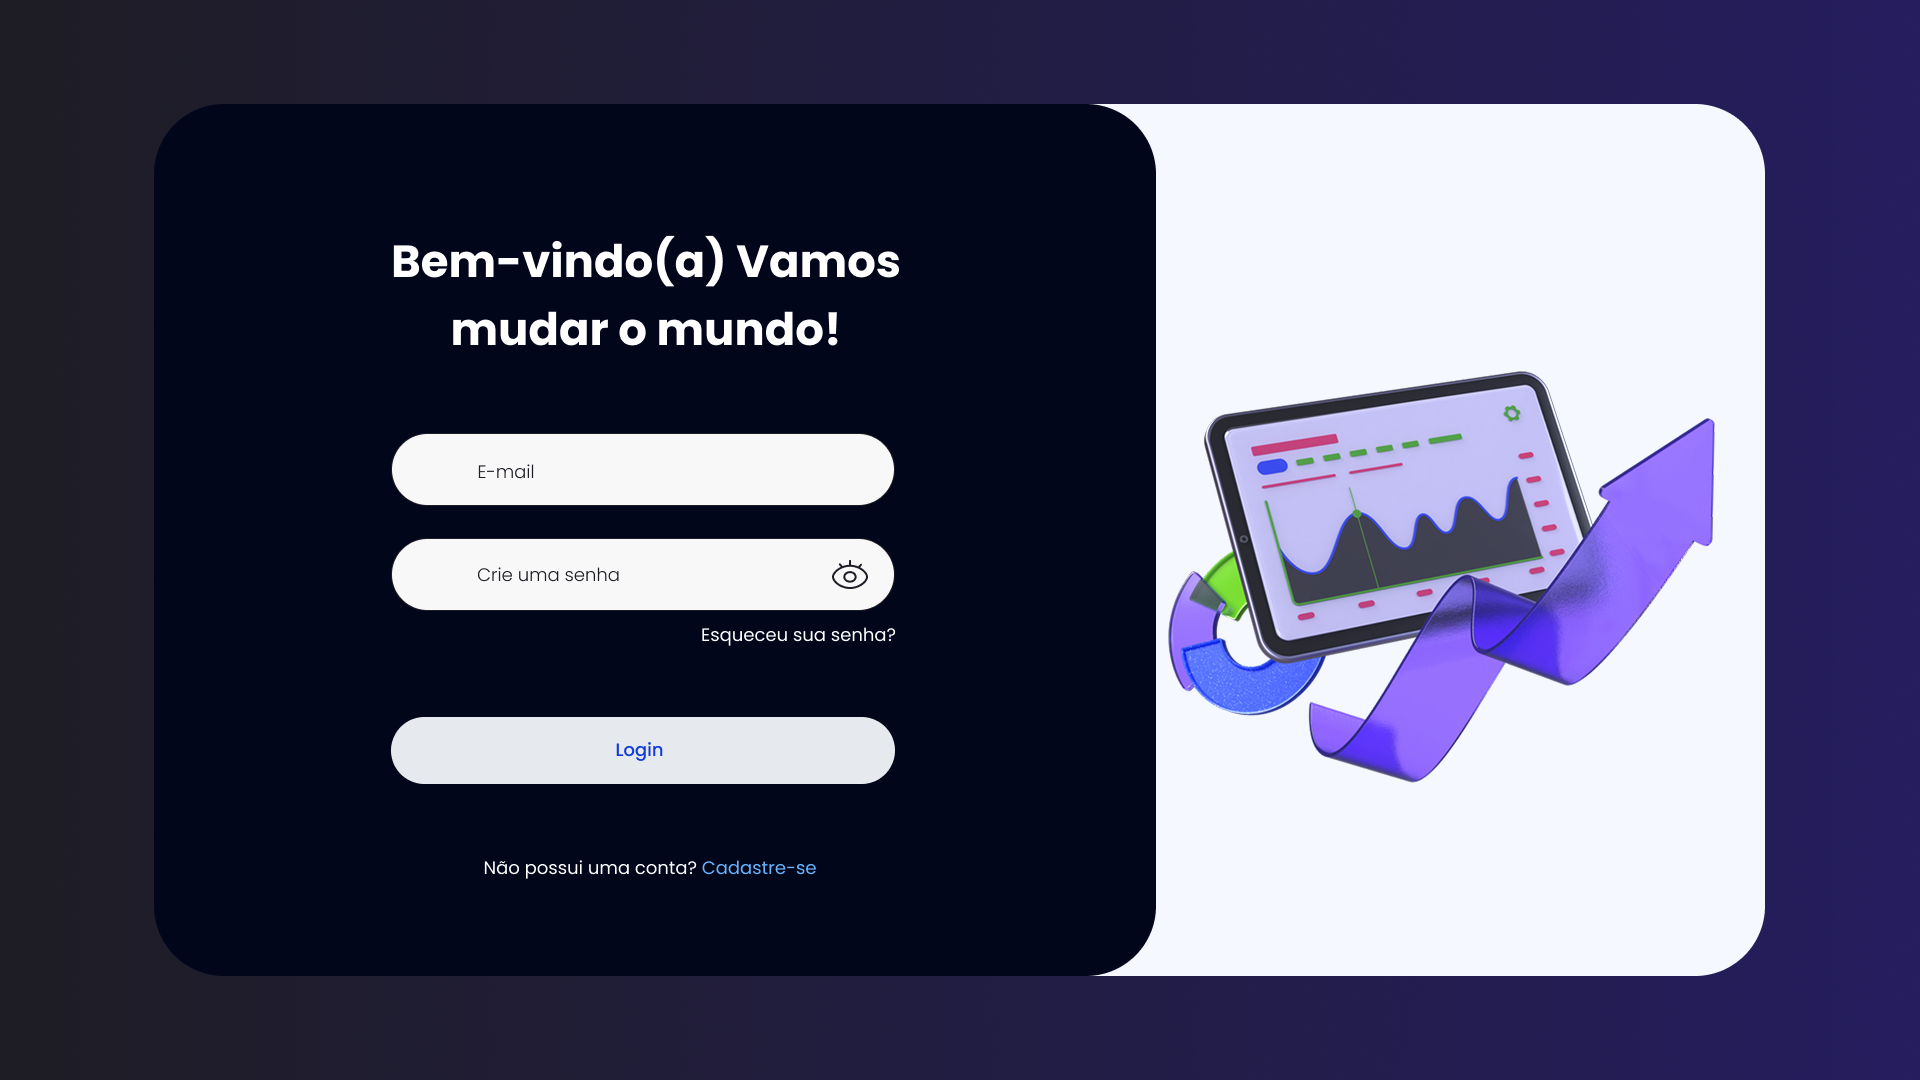 Bem-vindo(a) Vamos
mudar o mundo!
E-mail
Crie uma senha
Esqueceu sua senha?
Login
Não possui uma conta? Cadastre-se